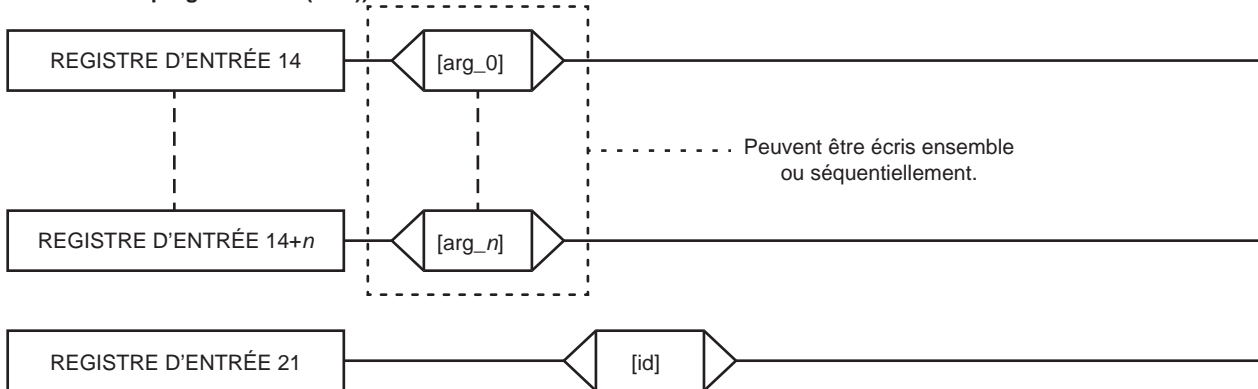 REGISTRE D'ENTRÉE 14
[arg_0]
Peuvent être écris ensemble
ou séquentiellement.
REGISTRE D'ENTRÉE 14+n
[arg_n]
REGISTRE D'ENTRÉE 21
[id]